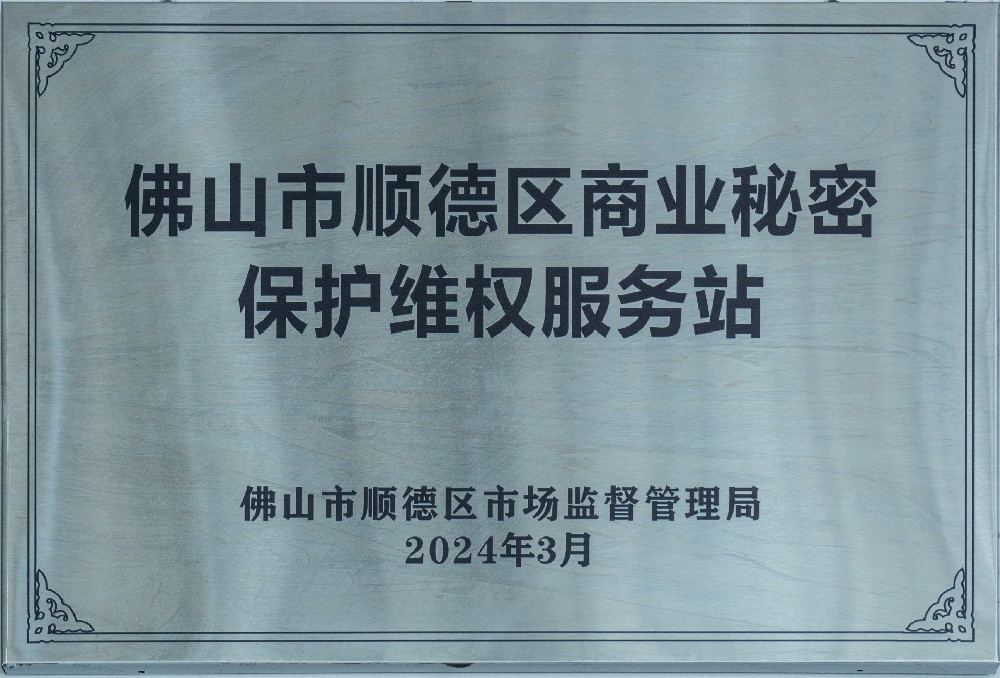 佛山市顺德区商业秘密
保护维权服务站
佛山市顺德区市场监督管理局
2024年3月